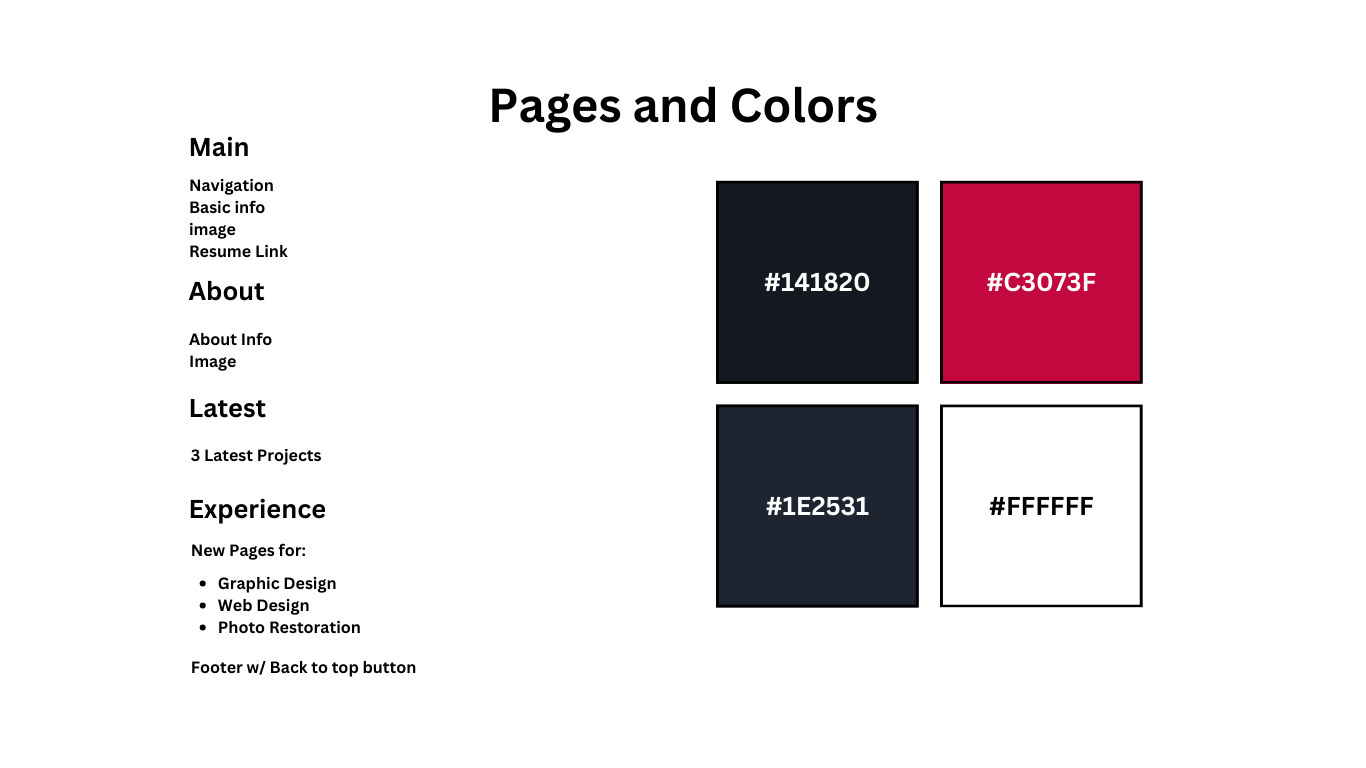 Pages and Colors
Main
Navigation
Basic info
image
Resume Link
About
About Info
Image
Latest
3 Latest Projects
Experience
New Pages for:
• Graphic Design
• Web Design
• Photo Restoration
Footer w/ Back to top button
#141820
#C3073F
#1E2531
#FFFFFF